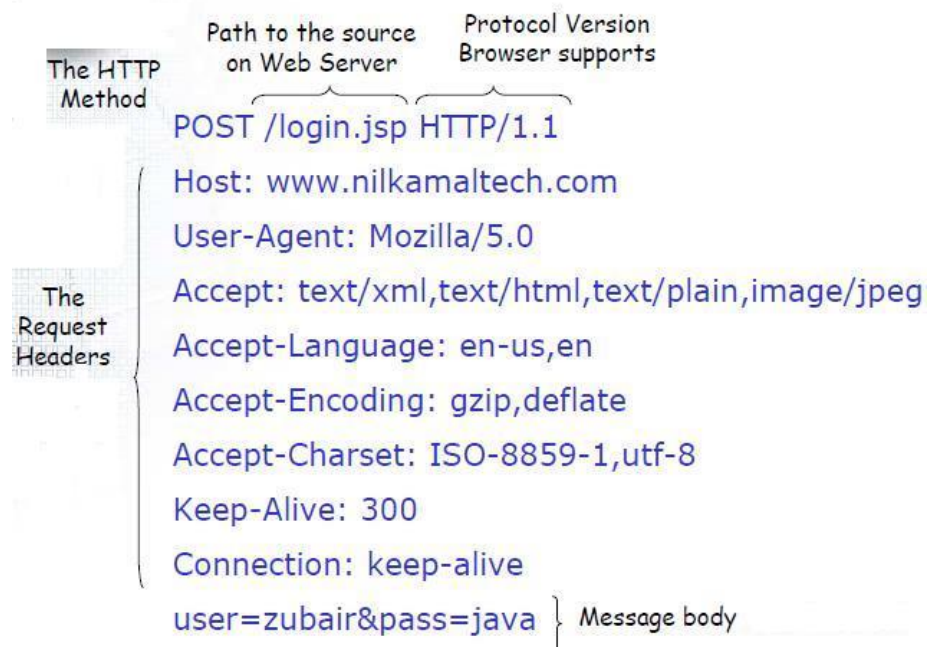 Path to the source
on Web Server
Protocol Version
Browser supports
The HTTP
Method
POST /login.jsp HTTP/1.1
Host: www.nilkamaltech.com
User-Agent: Mozilla/5.0
Accept: text/xml,text/html,text/plain,image/jpeg
Accept-Language: en-us,en
Accept-Encoding: gzip,deflate
Accept-Charset: ISO-8859-1,utf-8
Keep-Alive: 300
Connection: keep-alive
The
Request
Headers
user=zubair&pass=java
Message body